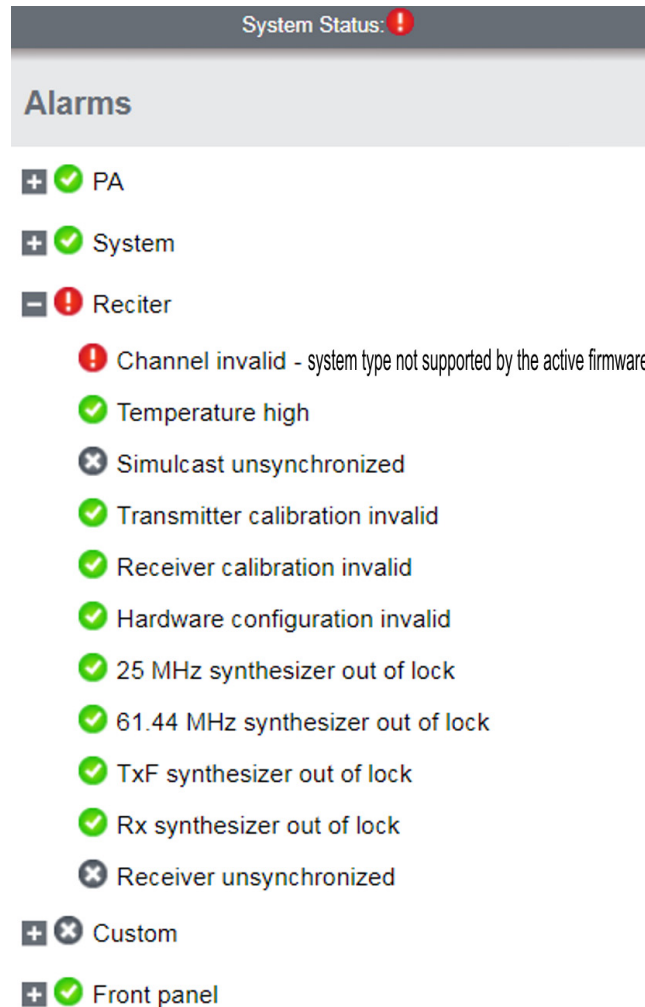 System Status:
Alarms
PA
System
Reciter
Channel invalid - system type not supported by the active firmware
Temperature high
Simulcast unsynchronized
Transmitter calibration invalid
Receiver calibration invalid
Hardware configuration invalid
25 MHz synthesizer out of lock
61.44 MHz synthesizer out of lock
TxF synthesizer out of lock
Rx synthesizer out of lock
Receiver unsynchronized
Custom
Front panel